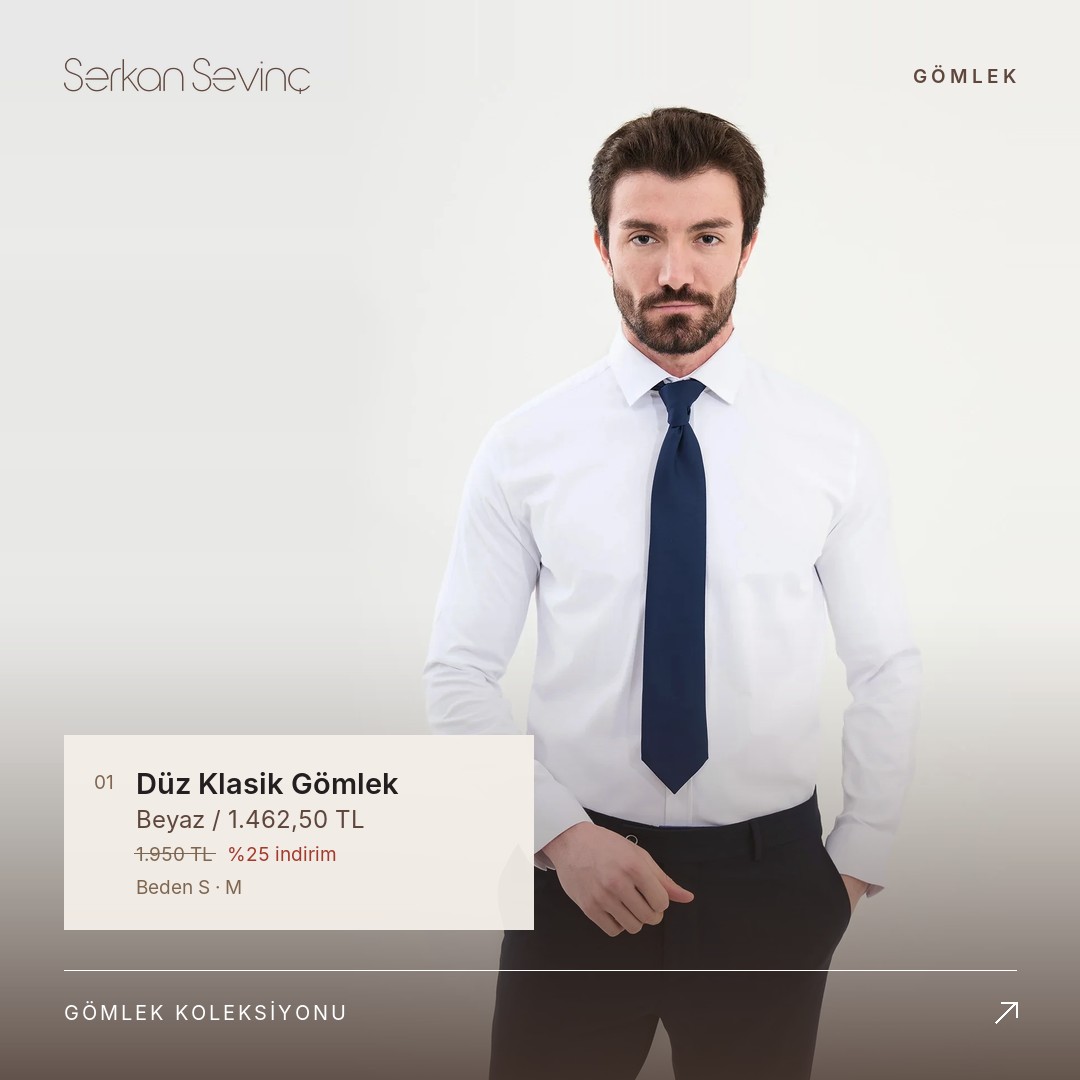 Serkan Sevinç
GÖMLEK
01 Düz Klasik Gömlek
Beyaz / 1.462,50 TL
1.950 TL %25 indirim
Beden S · M
GÖMLEK KOLEKSİYONU